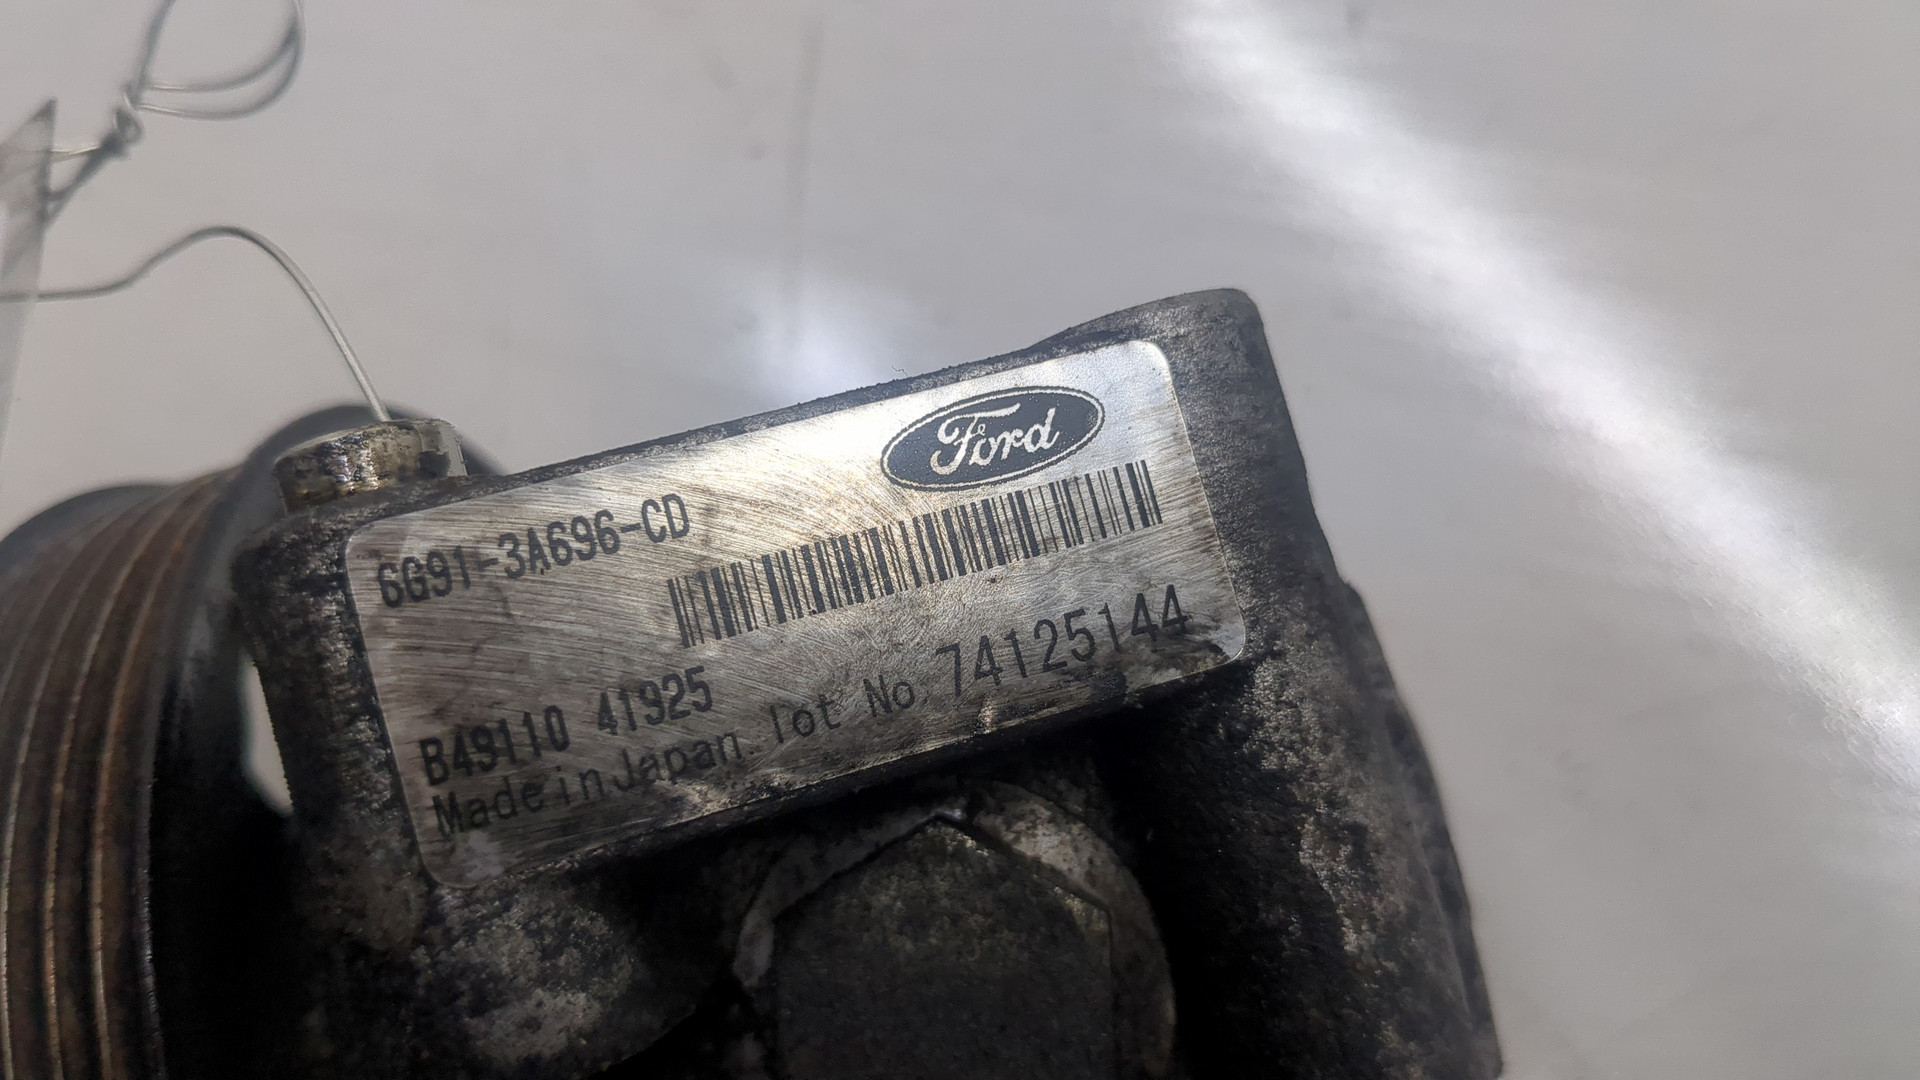 Ford
6G91-3A696-CD
B49110 41925
Made in Japan lot No. 74125144